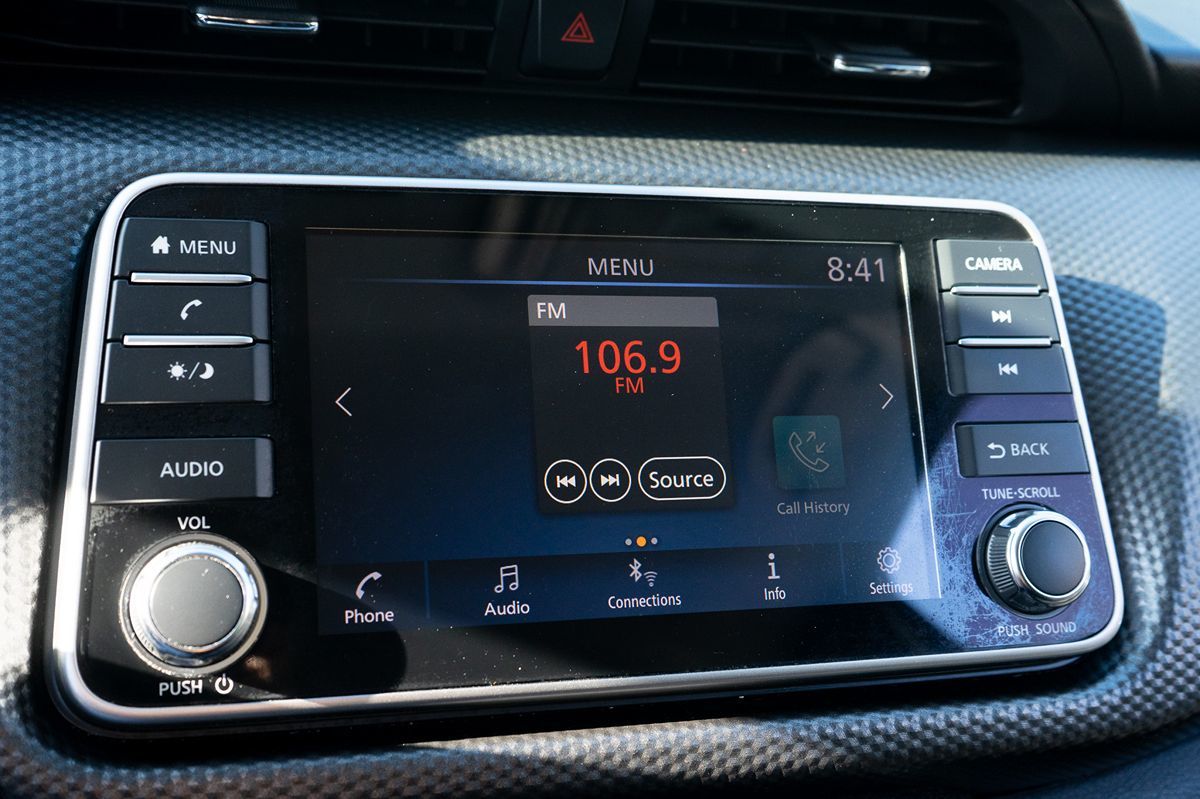 MENU
AUDIO
VOL
PUSH
MENU
8:41
FM
106.9
FM
Source
Call History
Phone
Audio
Connections
Info
Settings
CAMERA
BACK
TUNE·SCROLL
PUSH SOUND